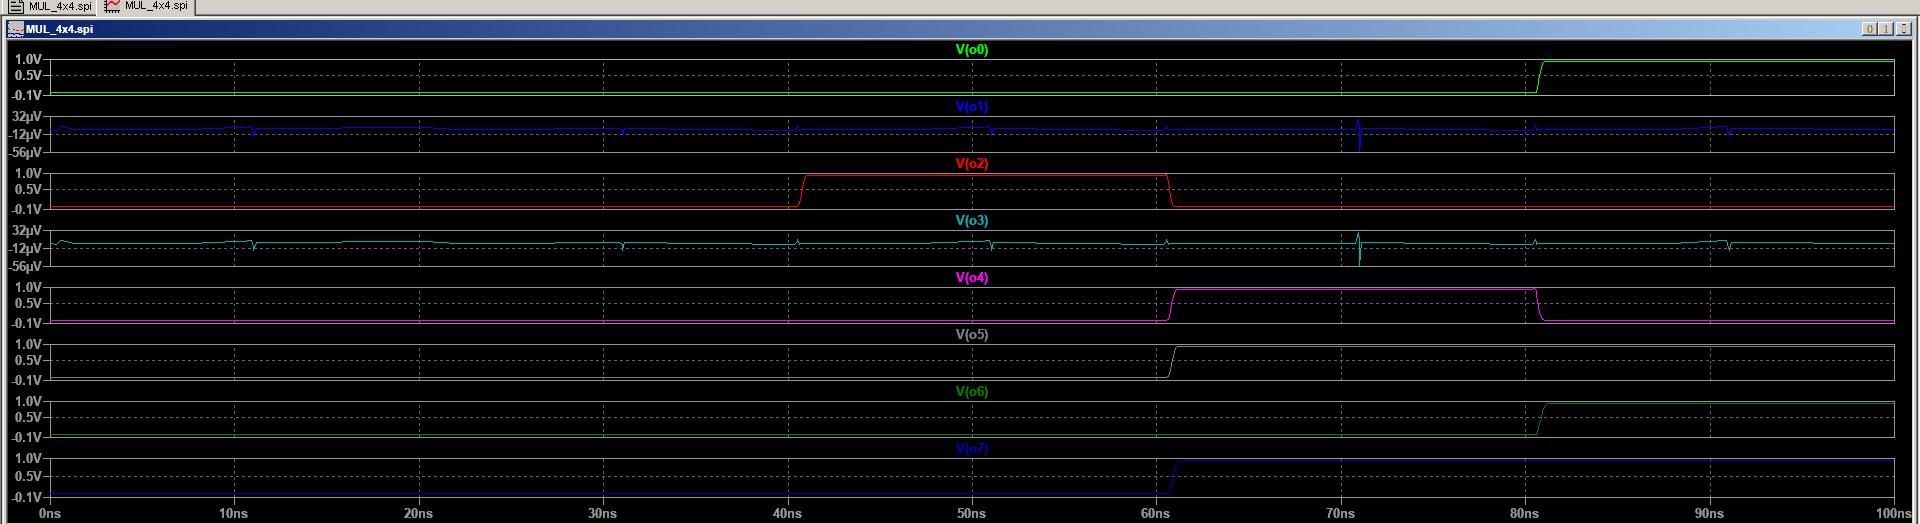 MUL_4x4.spi MUL_4x4.spi
MUL_4x4.spi
V(o0)
1.0V
0.5V
-0.1V
V(o1)
32µV
-12µV
-56µV
V(o2)
1.0V
0.5V
-0.1V
V(o3)
32µV
-12µV
-56µV
V(o4)
1.0V
0.5V
-0.1V
V(o5)
1.0V
0.5V
-0.1V
V(o6)
1.0V
0.5V
-0.1V
V(o7)
1.0V
0.5V
-0.1V
0ns 10ns 20ns 30ns 40ns 50ns 60ns 70ns 80ns 90ns 100ns